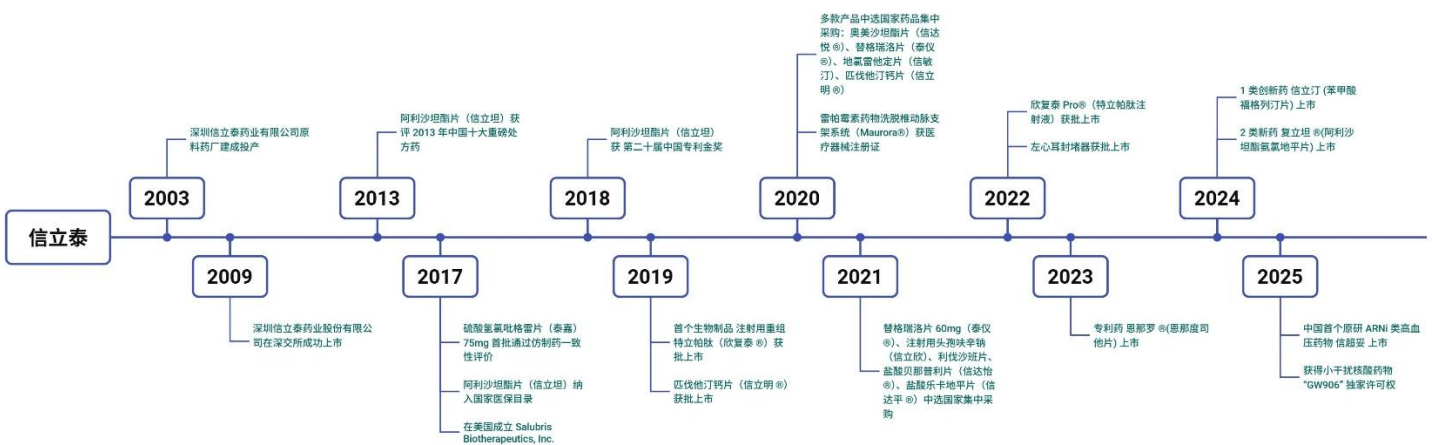 信立泰
2003
深圳信立泰药业有限公司原
料药厂建成投产
2009
深圳信立泰药业股份有限公
司在深交所成功上市
2013
阿利沙坦酯片（信立坦）获
评 2013 年中国十大重磅处
方药
2017
硫酸氢氯吡格雷片（泰嘉）
75mg 首批通过仿制药一致
性评价
阿利沙坦酯片（信立坦）纳
入国家医保目录
在美国成立 Salubris
Biotherapeutics, Inc.
2018
阿利沙坦酯片（信立坦）
获 第二十届中国专利金奖
2019
首个生物制品 注射用重组
特立帕肽（欣复泰 ®）获
批上市
匹伐他汀钙片（信立明 ®）
获批上市
2020
多款产品中选国家药品集中
采购：奥美沙坦酯片（信达
悦 ®）、替格瑞洛片（泰仪
®）、地氯雷他定片（信敏
汀）、匹伐他汀钙片（信立
明 ®）
雷帕霉素药物洗脱椎动脉支
架系统（Maurora®）获医
疗器械注册证
2021
替格瑞洛片 60mg（泰仪
®）、注射用头孢呋辛钠
（信立欣）、利伐沙班片、
盐酸贝那普利片（信达怡
®）、盐酸乐卡地平片（信
达平 ®）中选国家集中采
购
2022
欣复泰 Pro®（特立帕肽注
射液）获批上市
左心耳封堵器获批上市
2023
专利药 恩那罗 ®(恩那度司
他片) 上市
2024
1 类创新药 信立汀 (苯甲酸
福格列汀片) 上市
2 类新药 复立坦 ®(阿利沙
坦酯氨氯地平片) 上市
2025
中国首个原研 ARNi 类高血
压药物 信超妥 上市
获得小干扰核酸药物
“GW906” 独家许可权